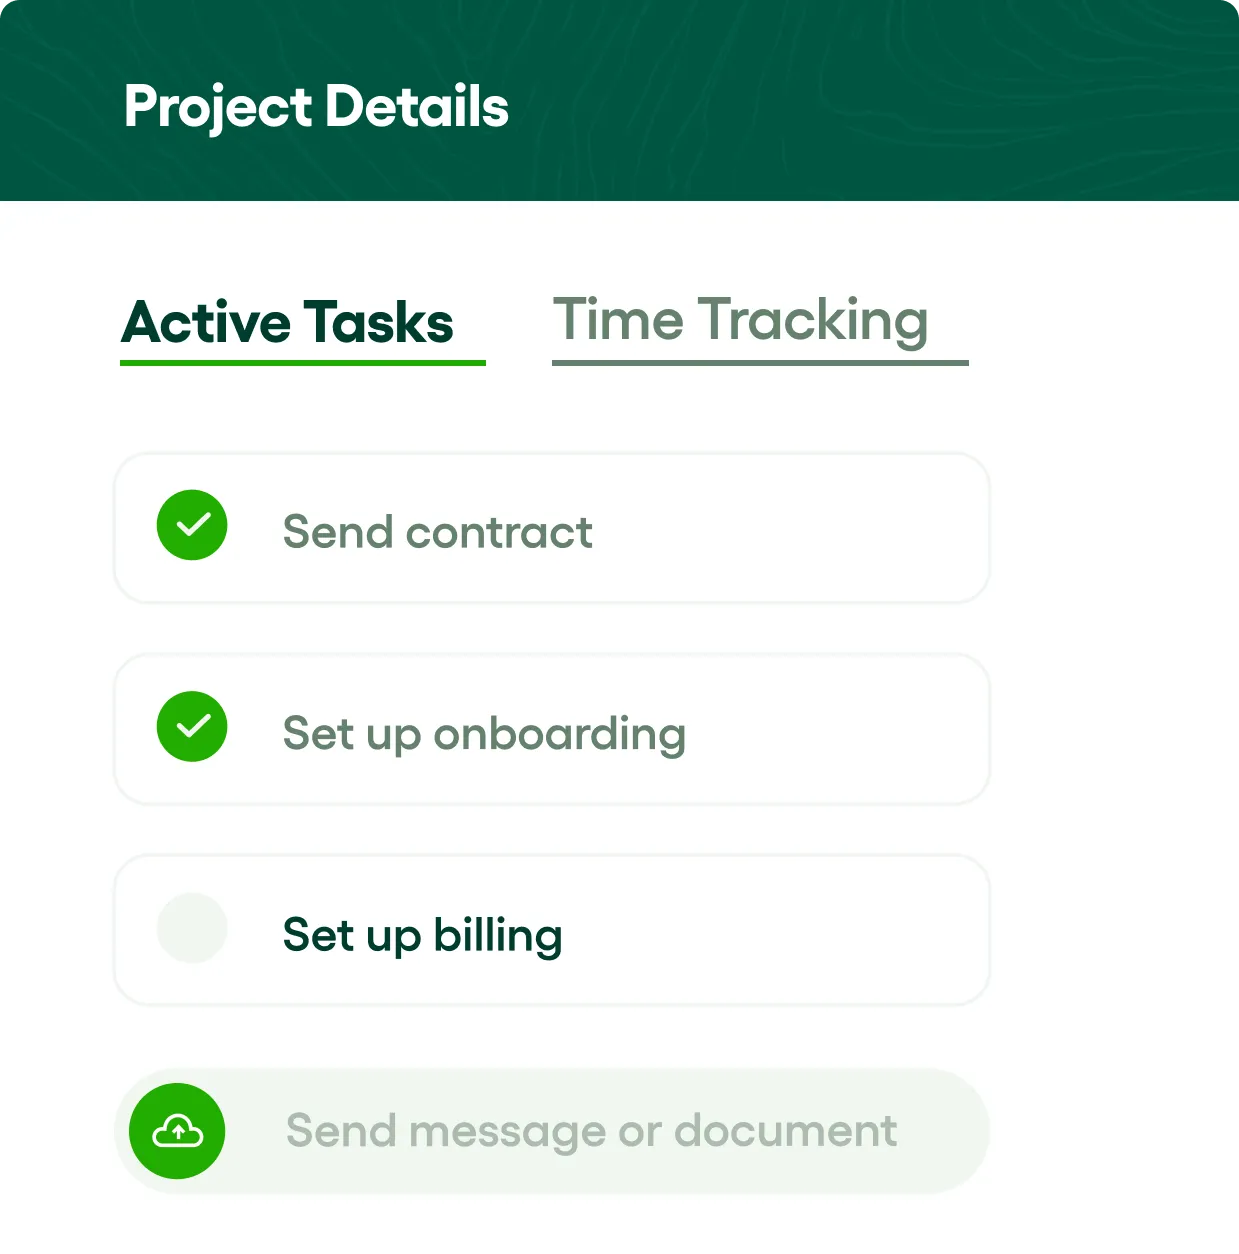 Project Details
Active Tasks
Time Tracking
Send contract
Set up onboarding
Set up billing
Send message or document